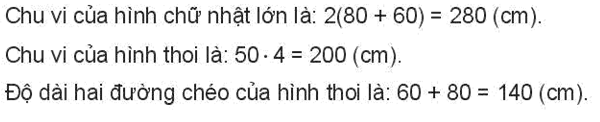 Chu vi của hình chữ nhật lớn là: 2(80 + 60) = 280 (cm).
Chu vi của hình thoi là: 50 · 4 = 200 (cm).
Độ dài hai đường chéo của hình thoi là: 60 + 80 = 140 (cm).